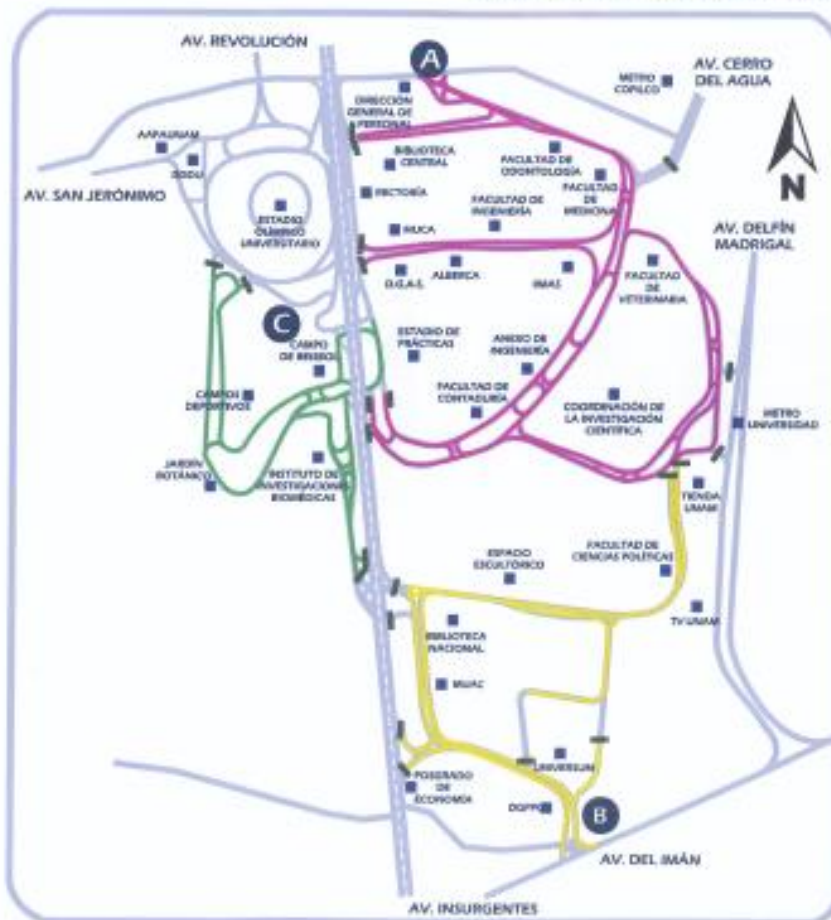 AV. REVOLUCIÓN
A
AV. CERRO
DEL AGUA
METRO
COPILCO
DIRECCIÓN
GENERAL DE
PERSONAL
AAPAUNAM
BIBLIOTECA
CENTRAL
FACULTAD DE
ODONTOLOGÍA
FACULTAD
DE
MEDICINA
N
AV. SAN JERÓNIMO
RECTORÍA
FACULTAD DE
INGENIERÍA
ESTADIO
OLÍMPICO
UNIVERSITARIO
MUCA
AV. DELFÍN
MADRIGAL
D.G.A.S.
ALBERCA
IIMAS
FACULTAD
DE
VETERINARIA
C
CAMPO
DE BEISBOL
ESTADIO DE
PRÁCTICAS
ANEXO DE
INGENIERÍA
CAMPOS
DEPORTIVOS
FACULTAD DE
CONTADURÍA
COORDINACIÓN DE
LA INVESTIGACIÓN
CIENTÍFICA
METRO
UNIVERSIDAD
JARDÍN
BOTÁNICO
INSTITUTO DE
INVESTIGACIONES
BIOMÉDICAS
TIENDA
UNAM
ESPACIO
ESCULTÓRICO
FACULTAD DE
CIENCIAS POLÍTICAS
BIBLIOTECA
NACIONAL
TV UNAM
MUAC
UNIVERSUM
POSGRADO
DE
ECONOMÍA
B
AV. DEL IMÁN
AV. INSURGENTES